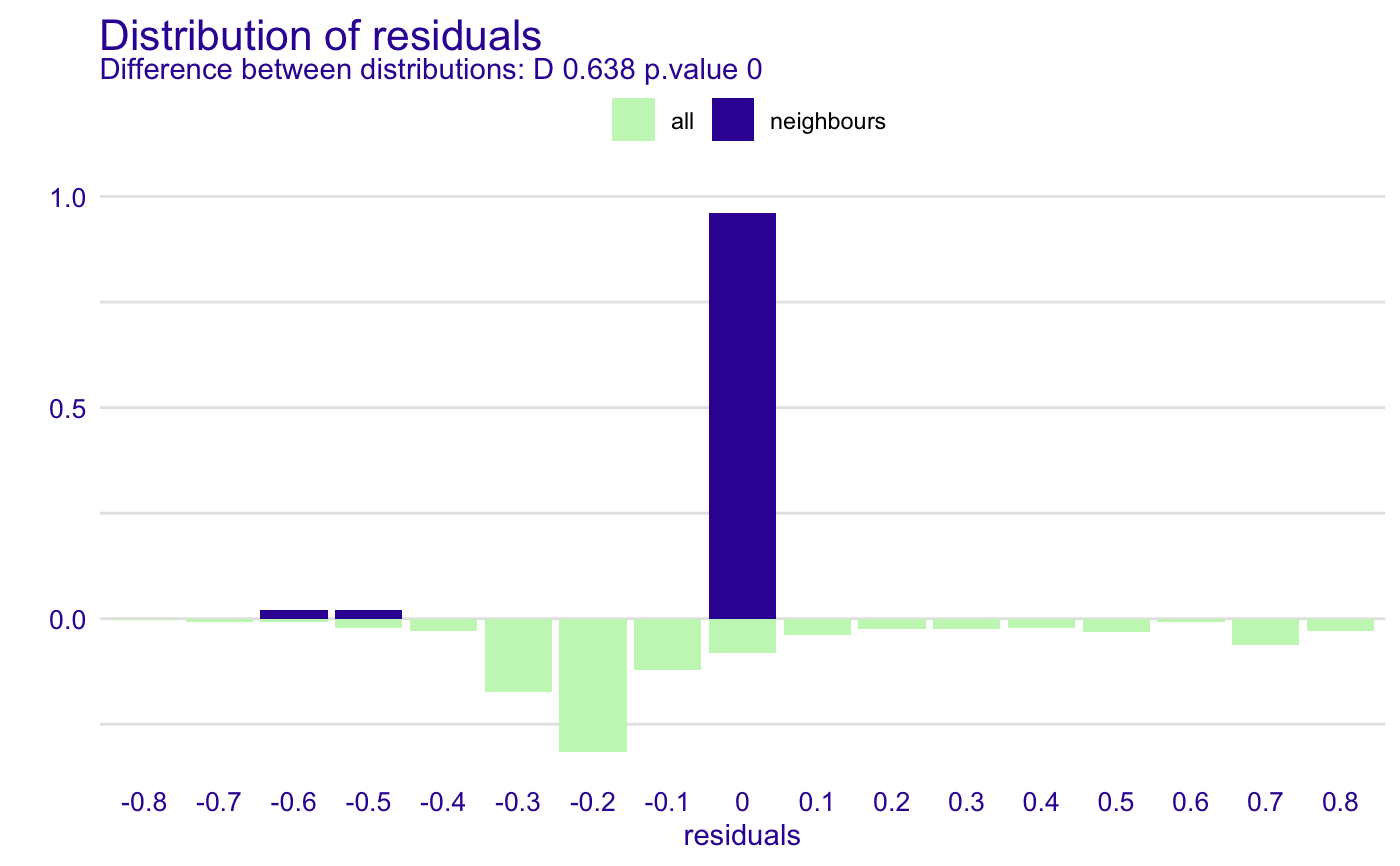 Distribution of residuals
Difference between distributions: D 0.638 p.value 0
all neighbours
1.0
0.5
0.0
-0.8 -0.7 -0.6 -0.5 -0.4 -0.3 -0.2 -0.1 0 0.1 0.2 0.3 0.4 0.5 0.6 0.7 0.8
residuals